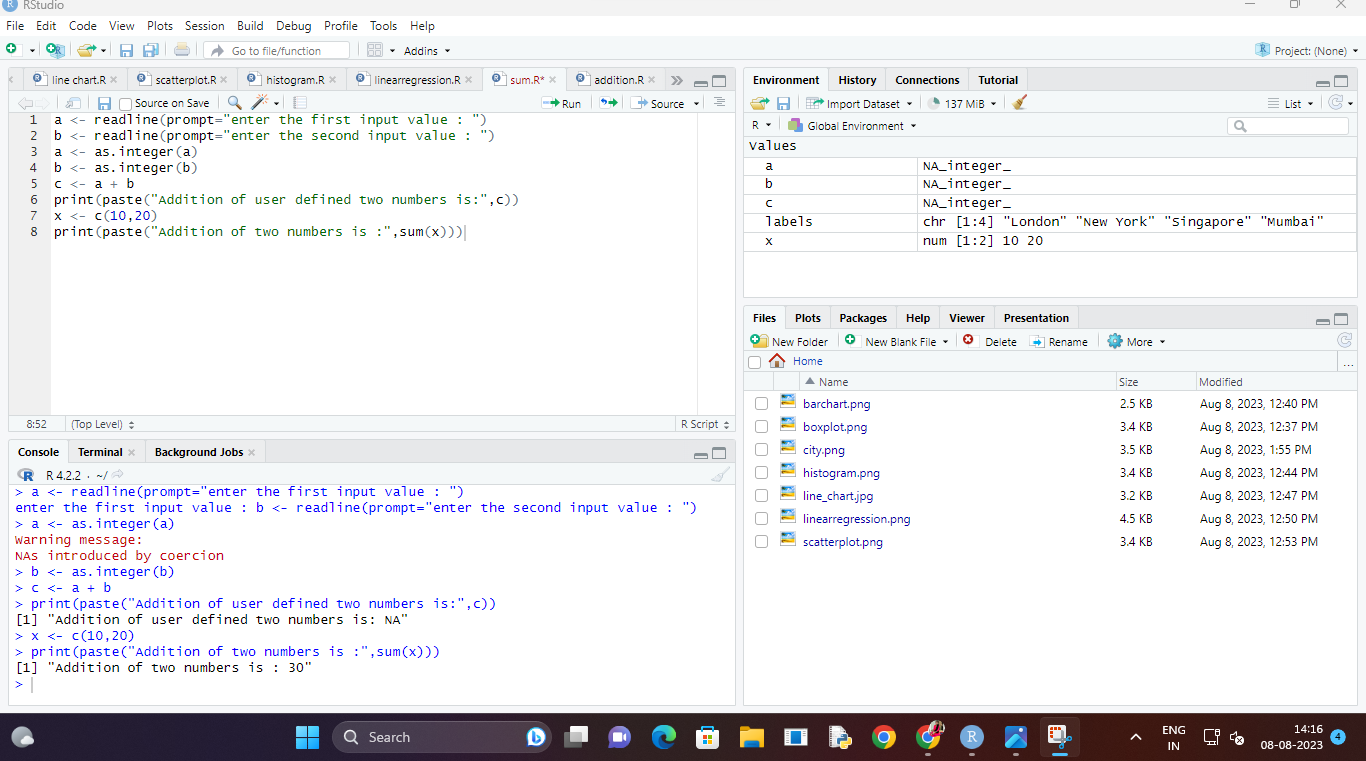 RStudio
File Edit Code View Plots Session Build Debug Profile Tools Help
Go to file/function Addins Project: (None)
line chart.R scatterplot.R histogram.R linearregression.R sum.R* addition.R
Source on Save Run Source
1 a <- readline(prompt="enter the first input value : ")
2 b <- readline(prompt="enter the second input value : ")
3 a <- as.integer(a)
4 b <- as.integer(b)
5 c <- a + b
6 print(paste("Addition of user defined two numbers is:",c))
7 x <- c(10,20)
8 print(paste("Addition of two numbers is :",sum(x)))
8:52 (Top Level) R Script
Console Terminal Background Jobs
R 4.2.2 . ~/
> a <- readline(prompt="enter the first input value : ")
enter the first input value : b <- readline(prompt="enter the second input value : ")
> a <- as.integer(a)
Warning message:
NAs introduced by coercion
> b <- as.integer(b)
> c <- a + b
> print(paste("Addition of user defined two numbers is:",c))
[1] "Addition of user defined two numbers is: NA"
> x <- c(10,20)
> print(paste("Addition of two numbers is :",sum(x)))
[1] "Addition of two numbers is : 30"
>
Environment History Connections Tutorial
Import Dataset 137 MiB List
R Global Environment
Values
a NA_integer_
b NA_integer_
c NA_integer_
labels chr [1:4] "London" "New York" "Singapore" "Mumbai"
x num [1:2] 10 20
Files Plots Packages Help Viewer Presentation
New Folder New Blank File Delete Rename More
Home ...
Name Size Modified
barchart.png 2.5 KB Aug 8, 2023, 12:40 PM
boxplot.png 3.4 KB Aug 8, 2023, 12:37 PM
city.png 3.5 KB Aug 8, 2023, 1:55 PM
histogram.png 3.4 KB Aug 8, 2023, 12:44 PM
line_chart.jpg 3.2 KB Aug 8, 2023, 12:47 PM
linearregression.png 4.5 KB Aug 8, 2023, 12:50 PM
scatterplot.png 3.4 KB Aug 8, 2023, 12:53 PM
Search
ENG
IN
14:16
08-08-2023
4